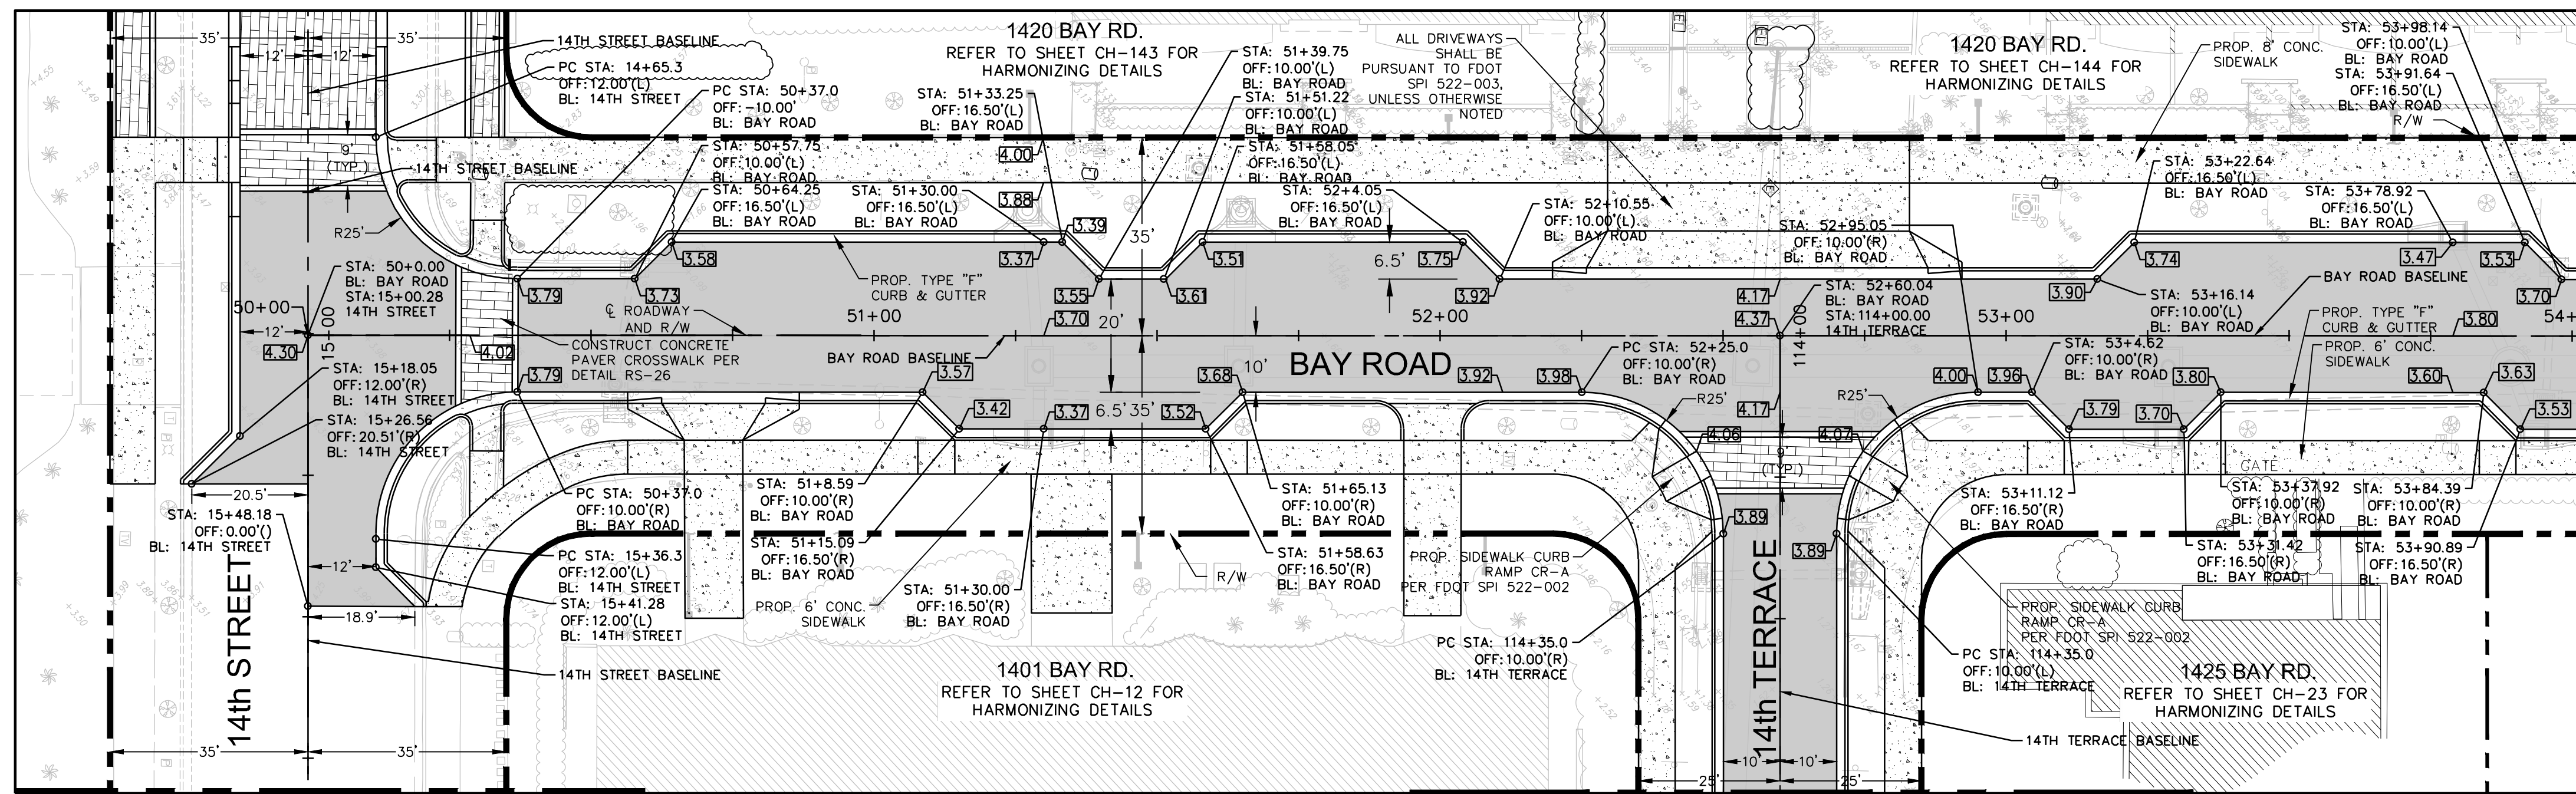 35'
35'
12'
12'
14TH STREET BASELINE
PC STA: 14+65.3
OFF:12.00'(L)
BL: 14TH STREET
9'
(TYP.)
14TH STREET BASELINE
R25'
1420 BAY RD.
REFER TO SHEET CH-143 FOR
HARMONIZING DETAILS
PC STA: 50+37.0
OFF:-10.00'
BL: BAY ROAD
STA: 50+57.75
OFF:10.00'(L)
BL: BAY ROAD
STA: 50+64.25
OFF:16.50'(L)
BL: BAY ROAD
STA: 51+33.25
OFF:16.50'(L)
BL: BAY ROAD
STA: 51+30.00
OFF:16.50'(L)
BL: BAY ROAD
4.00
3.88
3.39
STA: 51+39.75
OFF:10.00'(L)
BL: BAY ROAD
STA: 51+51.22
OFF:10.00'(L)
BL: BAY ROAD
STA: 51+58.05
OFF:16.50'(L)
BL: BAY ROAD
STA: 52+4.05
OFF:16.50'(L)
BL: BAY ROAD
ALL DRIVEWAYS
SHALL BE
PURSUANT TO FDOT
SPI 522-003,
UNLESS OTHERWISE
NOTED
STA: 52+10.55
OFF:10.00'(L)
BL: BAY ROAD
1420 BAY RD.
REFER TO SHEET CH-144 FOR
HARMONIZING DETAILS
PROP. 8' CONC.
SIDEWALK
STA: 53+98.14
OFF:10.00'(L)
BL: BAY ROAD
STA: 53+91.64
OFF:16.50'(L)
BL: BAY ROAD
R/W
STA: 53+22.64
OFF:16.50'(L)
BL: BAY ROAD
STA: 53+78.92
OFF:16.50'(L)
BL: BAY ROAD
STA: 52+95.05
OFF:10.00'(R)
BL: BAY ROAD
35'
6.5'
3.58
3.37
3.51
3.75
3.74
3.47
3.53
3.79
3.73
3.55
3.61
3.92
4.17
3.90
3.70
PROP. TYPE "F"
CURB & GUTTER
STA: 50+0.00
BL: BAY ROAD
STA:15+00.28
14TH STREET
50+00
12'
4.30
15+00
4.02
℄ ROADWAY
AND R/W
CONSTRUCT CONCRETE
PAVER CROSSWALK PER
DETAIL RS-26
51+00
3.70
20'
BAY ROAD BASELINE
10'
BAY ROAD
52+00
STA: 52+60.04
BL: BAY ROAD
STA:114+00.00
14TH TERRACE
4.37
114+00
53+00
STA: 53+16.14
OFF:10.00'(L)
BL: BAY ROAD
BAY ROAD BASELINE
PROP. TYPE "F"
CURB & GUTTER
PROP. 6' CONC.
SIDEWALK
3.80
54+
STA: 15+18.05
OFF:12.00'(R)
BL: 14TH STREET
STA: 15+26.56
OFF:20.51'(R)
BL: 14TH STREET
3.79
3.57
3.42
3.37
3.52
3.68
6.5'
35'
3.92
3.98
PC STA: 52+25.0
OFF:10.00'(R)
BL: BAY ROAD
R25'
4.17
R25'
4.06
4.07
9'
(TYP.)
4.00
3.96
STA: 53+4.62
OFF:10.00'(R)
BL: BAY ROAD
3.80
3.79
3.70
3.60
3.63
3.53
GATE
20.5'
STA: 15+48.18
OFF:0.00'()
BL: 14TH STREET
12'
18.9'
PC STA: 50+37.0
OFF:10.00'(R)
BL: BAY ROAD
PC STA: 15+36.3
OFF:12.00'(L)
BL: 14TH STREET
STA: 15+41.28
OFF:12.00'(L)
BL: 14TH STREET
14TH STREET BASELINE
14th STREET
35'
35'
STA: 51+8.59
OFF:10.00'(R)
BL: BAY ROAD
STA: 51+15.09
OFF:16.50'(R)
BL: BAY ROAD
PROP. 6' CONC.
SIDEWALK
STA: 51+30.00
OFF:16.50'(R)
BL: BAY ROAD
R/W
STA: 51+65.13
OFF:10.00'(R)
BL: BAY ROAD
STA: 51+58.63
OFF:16.50'(R)
BL: BAY ROAD
PROP. SIDEWALK CURB
RAMP CR-A
PER FDOT SPI 522-002
1401 BAY RD.
REFER TO SHEET CH-12 FOR
HARMONIZING DETAILS
PC STA: 114+35.0
OFF:10.00'(R)
BL: 14TH TERRACE
3.89
3.89
14th TERRACE
10'
10'
25'
25'
STA: 53+11.12
OFF:16.50'(R)
BL: BAY ROAD
STA: 53+37.92
OFF:10.00'(R)
BL: BAY ROAD
STA: 53+31.42
OFF:16.50'(R)
BL: BAY ROAD
STA: 53+84.39
OFF:10.00'(R)
BL: BAY ROAD
STA: 53+90.89
OFF:16.50'(R)
BL: BAY ROAD
PROP. SIDEWALK CURB
RAMP CR-A
PER FDOT SPI 522-002
PC STA: 114+35.0
OFF:10.00'(L)
BL: 14TH TERRACE
1425 BAY RD.
REFER TO SHEET CH-23 FOR
HARMONIZING DETAILS
14TH TERRACE BASELINE